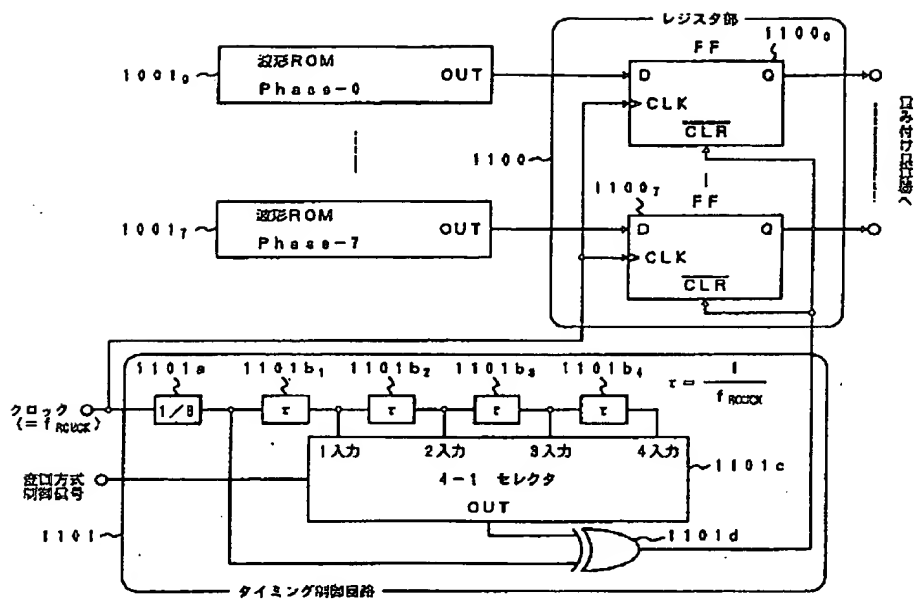 レジスタ部
1100₀
FF
波形ROM
OUT
Phase-0
1001₀
D
Q
CLK
CLR
1100
1100₇
FF
波形ROM
OUT
Phase-7
1001₇
D
Q
CLK
CLR
1101a
1101b₁
1101b₂
1101b₃
1101b₄
τ = 1 / f
クロック
1/8
τ
τ
τ
τ
1入力
2入力
3入力
4入力
4-1 セレクタ
1101c
OUT
1101
1101d
タイミング制御回路